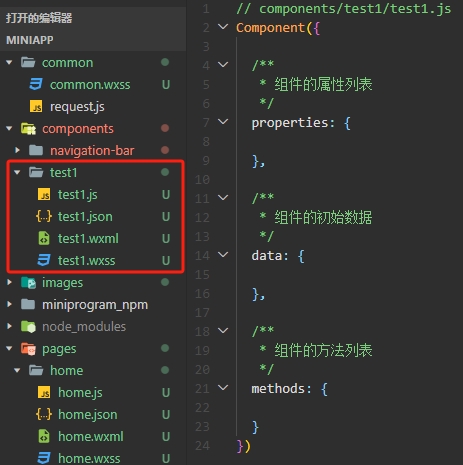 打开的编辑器
MINIAPP
common
common.wxss U
request.js
components
navigation-bar
test1
JS test1.js U
{..} test1.json U
test1.wxml U
test1.wxss U
images
miniprogram_npm
node_modules
pages
home
JS home.js U
{..} home.json U
home.wxml U
home.wxss U
1 // components/test1/test1.js
2 Component({
3
4 /**
5 * 组件的属性列表
6 */
7 properties: {
8
9 },
10
11 /**
12 * 组件的初始数据
13 */
14 data: {
15
16 },
17
18 /**
19 * 组件的方法列表
20 */
21 methods: {
22
23 }
24 })